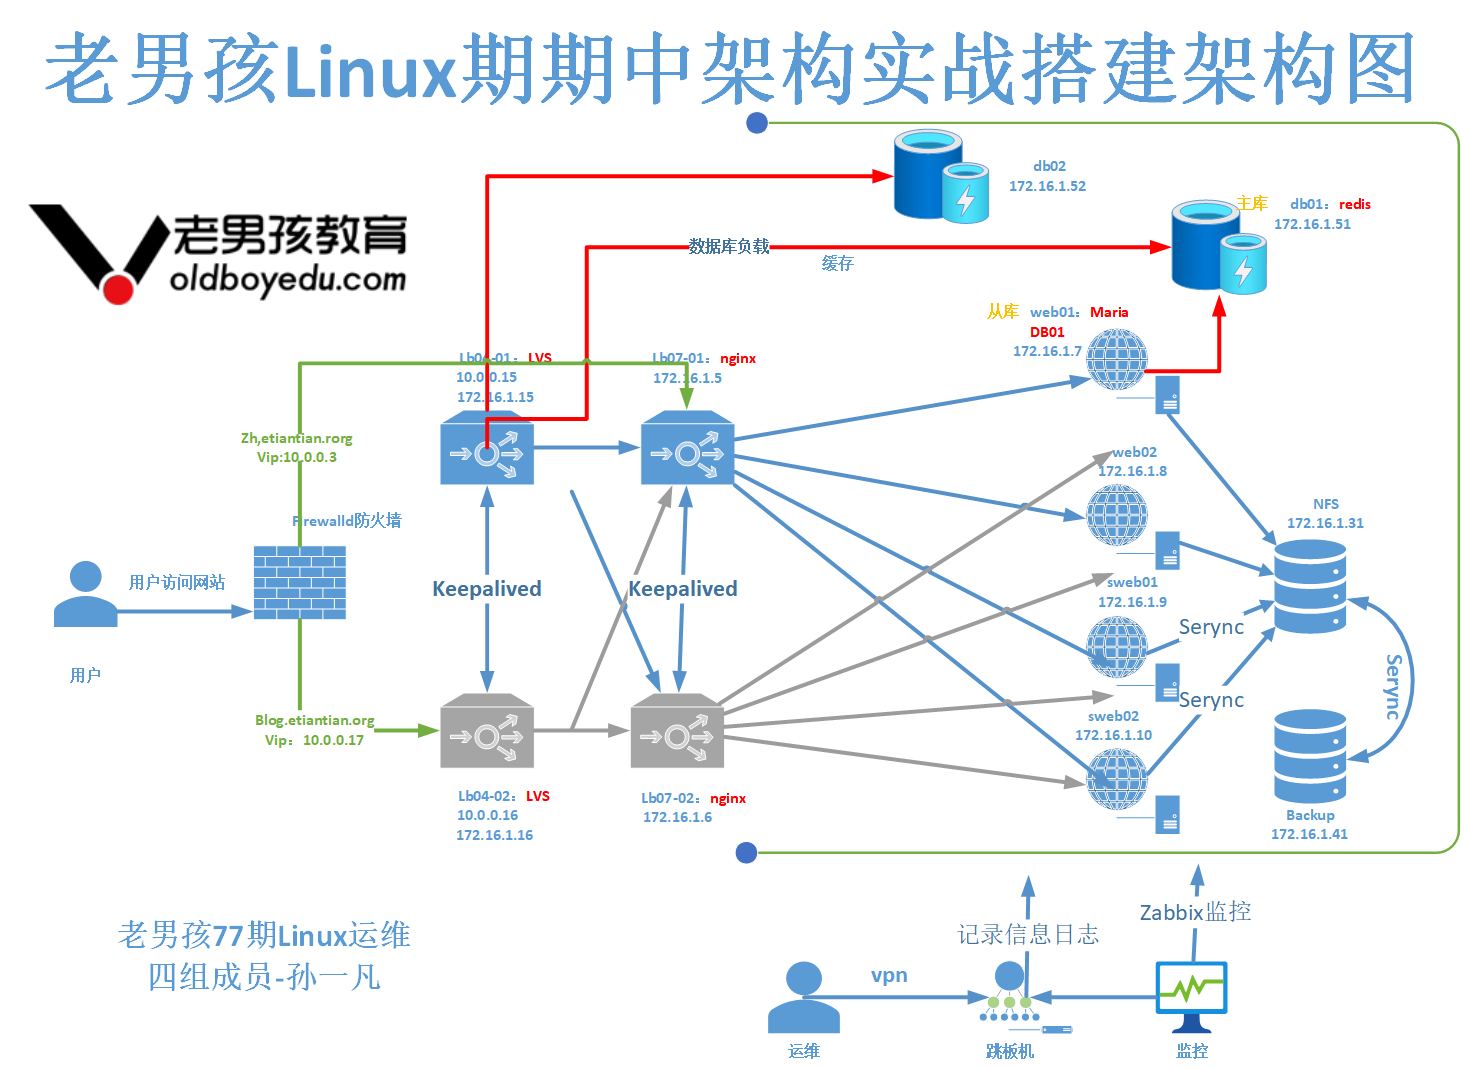 老男孩Linux期期中架构实战搭建架构图
老男孩教育
oldboyedu.com
db02
172.16.1.52
主库 db01：redis
172.16.1.51
数据库负载
缓存
从库 web01：Maria
DB01
172.16.1.7
Lb04-01：LVS
10.0.0.15
172.16.1.15
Lb07-01：nginx
172.16.1.5
Zh,etiantian.rorg
Vip:10.0.0.3
web02
172.16.1.8
NFS
172.16.1.31
Firewalld防火墙
用户访问网站
Keepalived
Keepalived
sweb01
172.16.1.9
Serync
用户
Serync
Serync
Blog.etiantian.org
Vip：10.0.0.17
sweb02
172.16.1.10
Lb04-02：LVS
10.0.0.16
172.16.1.16
Lb07-02：nginx
172.16.1.6
Backup
172.16.1.41
老男孩77期Linux运维
四组成员-孙一凡
记录信息日志
Zabbix监控
vpn
运维
跳板机
监控